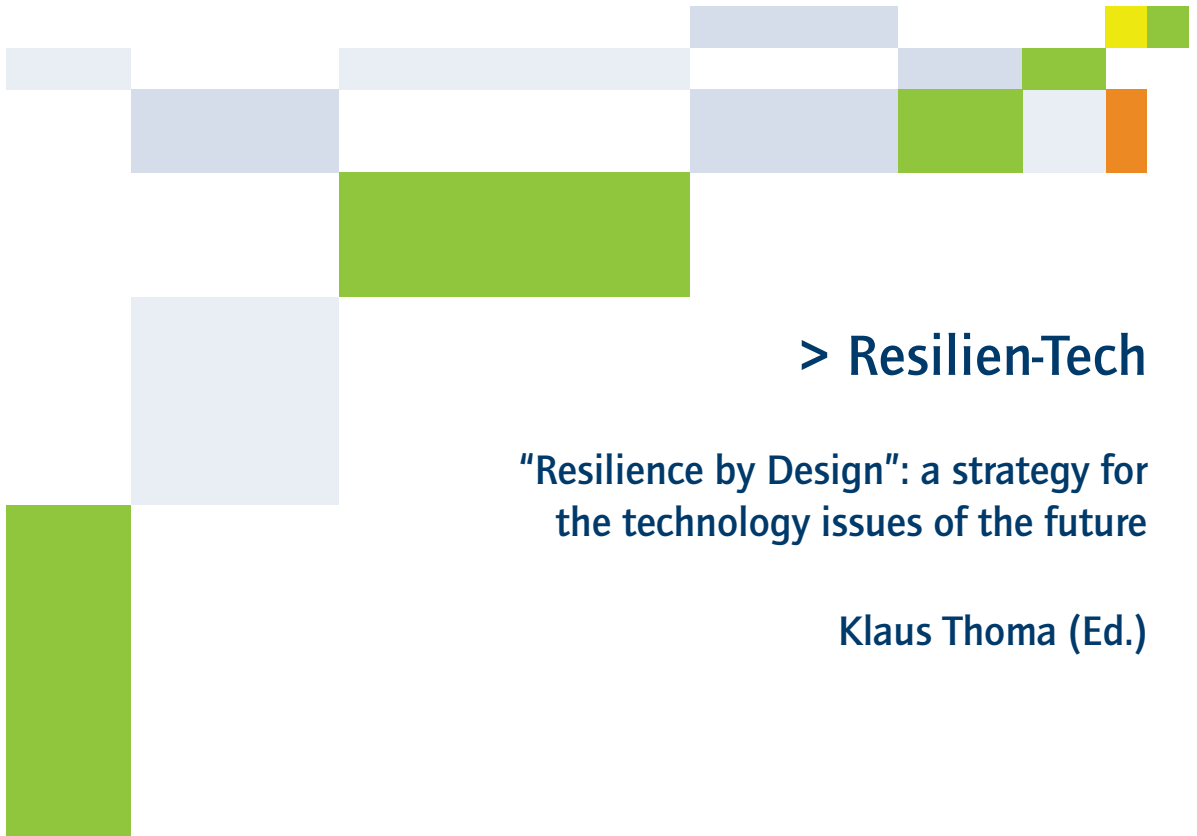 > Resilien-Tech
“Resilience by Design”: a strategy for
the technology issues of the future
Klaus Thoma (Ed.)